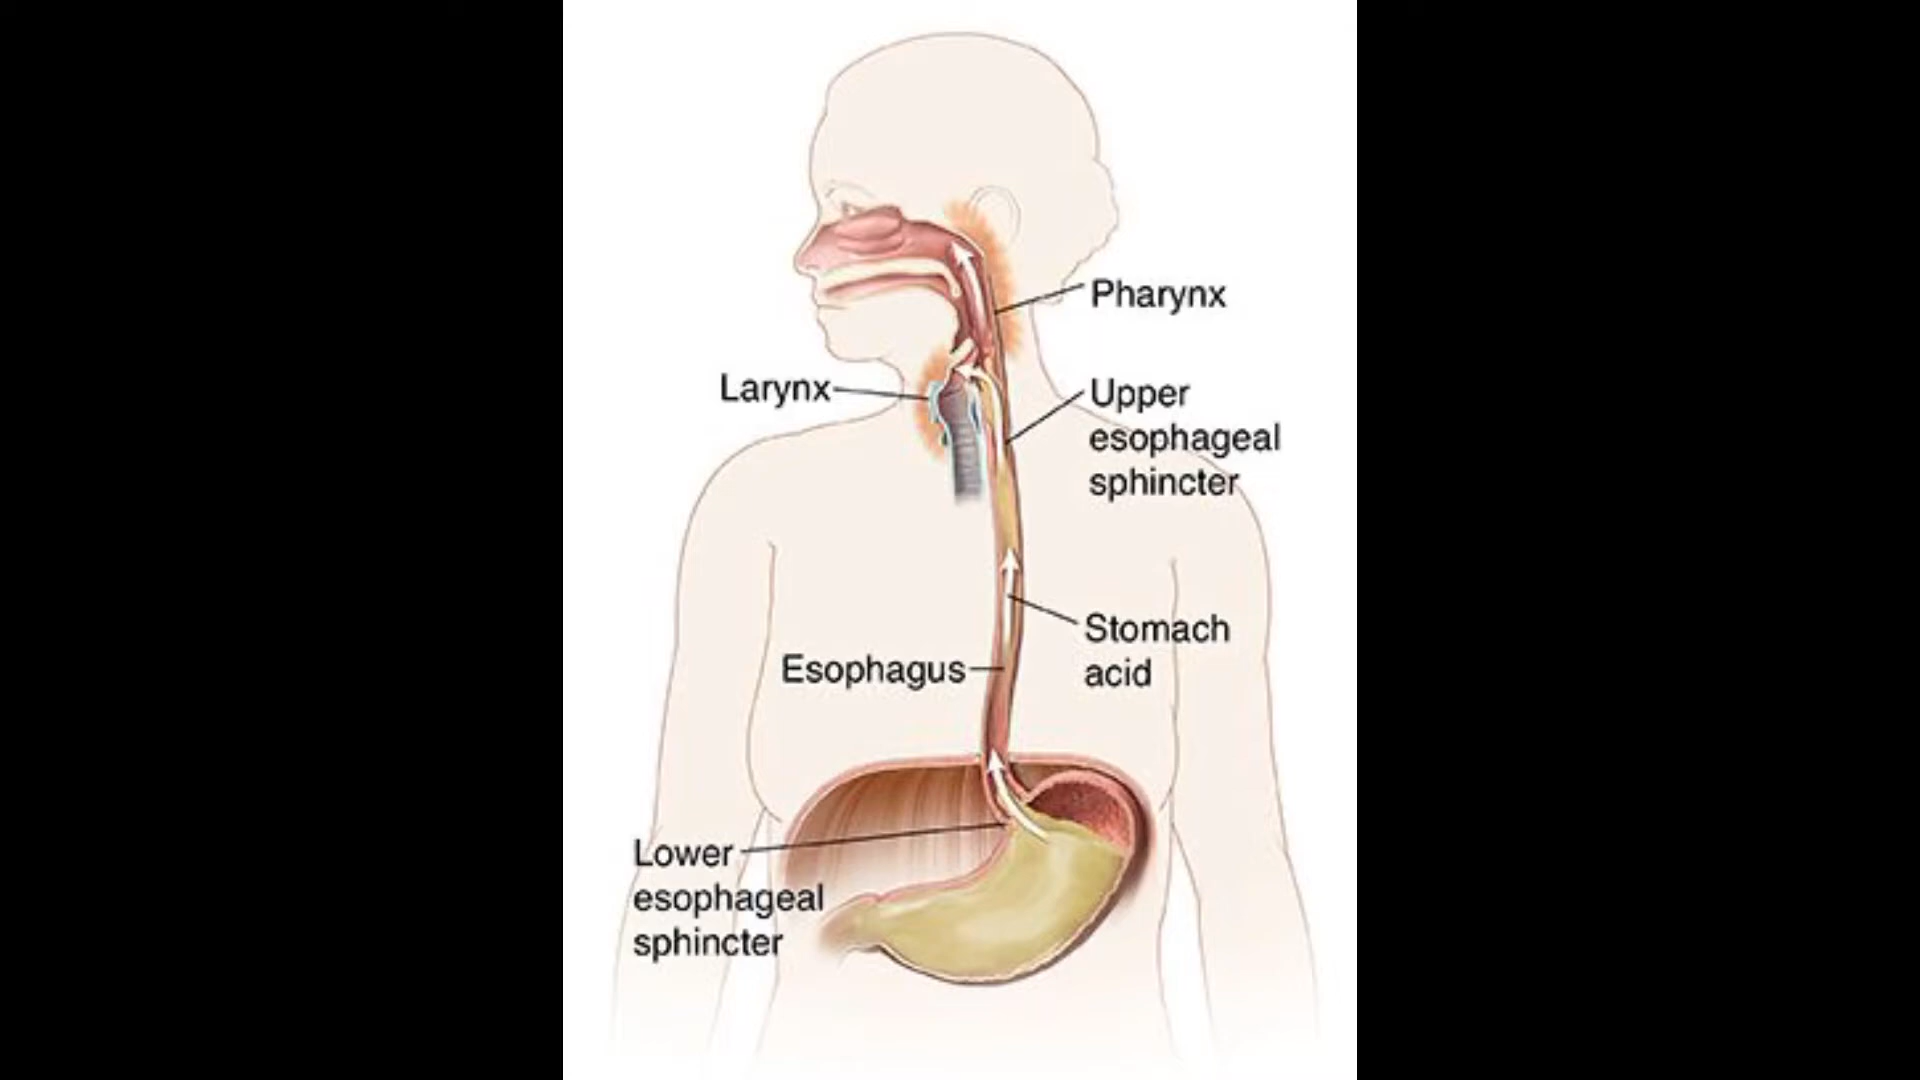 Pharynx
Larynx
Upper
esophageal
sphincter
Stomach
acid
Esophagus
Lower
esophageal
sphincter